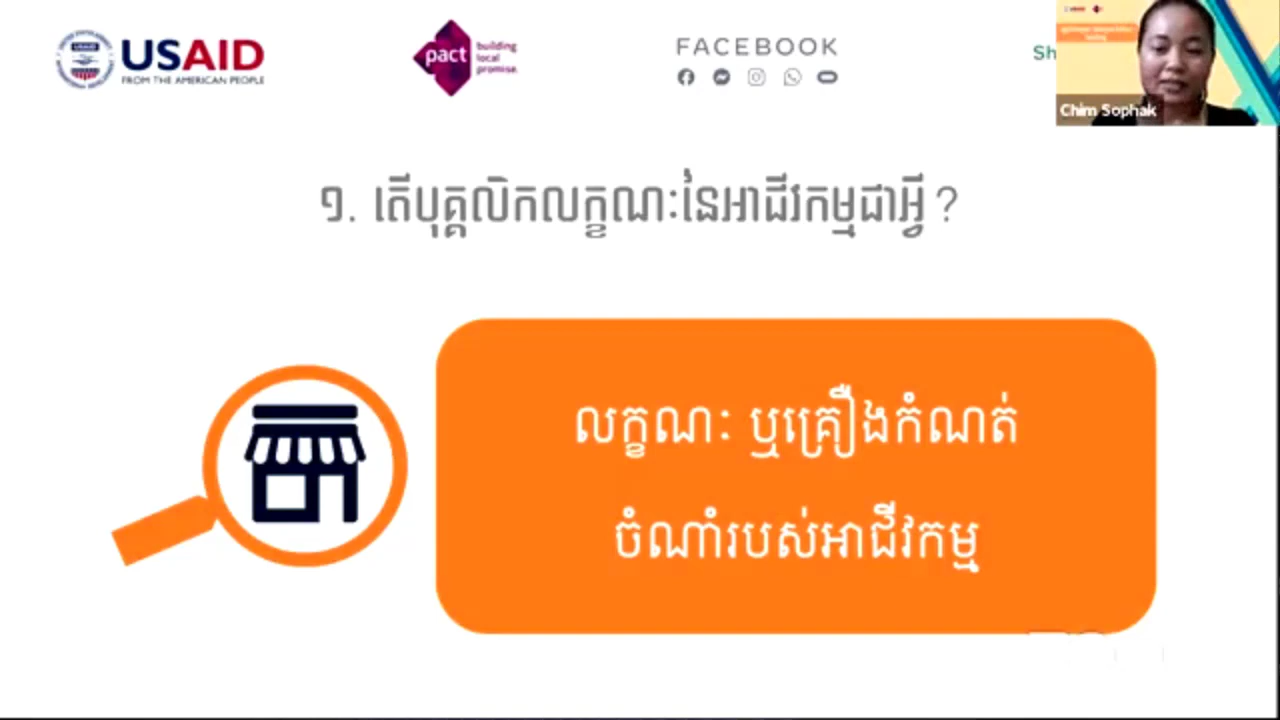 USAID
FROM THE AMERICAN PEOPLE
pact
building
local
promise.
FACEBOOK
Sh
Chim Sophak
១. តើបុគ្គលិកលក្ខណៈនៃអាជីវកម្មជាអ្វី ?
លក្ខណៈ ឬគ្រឿងកំណត់
ចំណាំរបស់អាជីវកម្ម